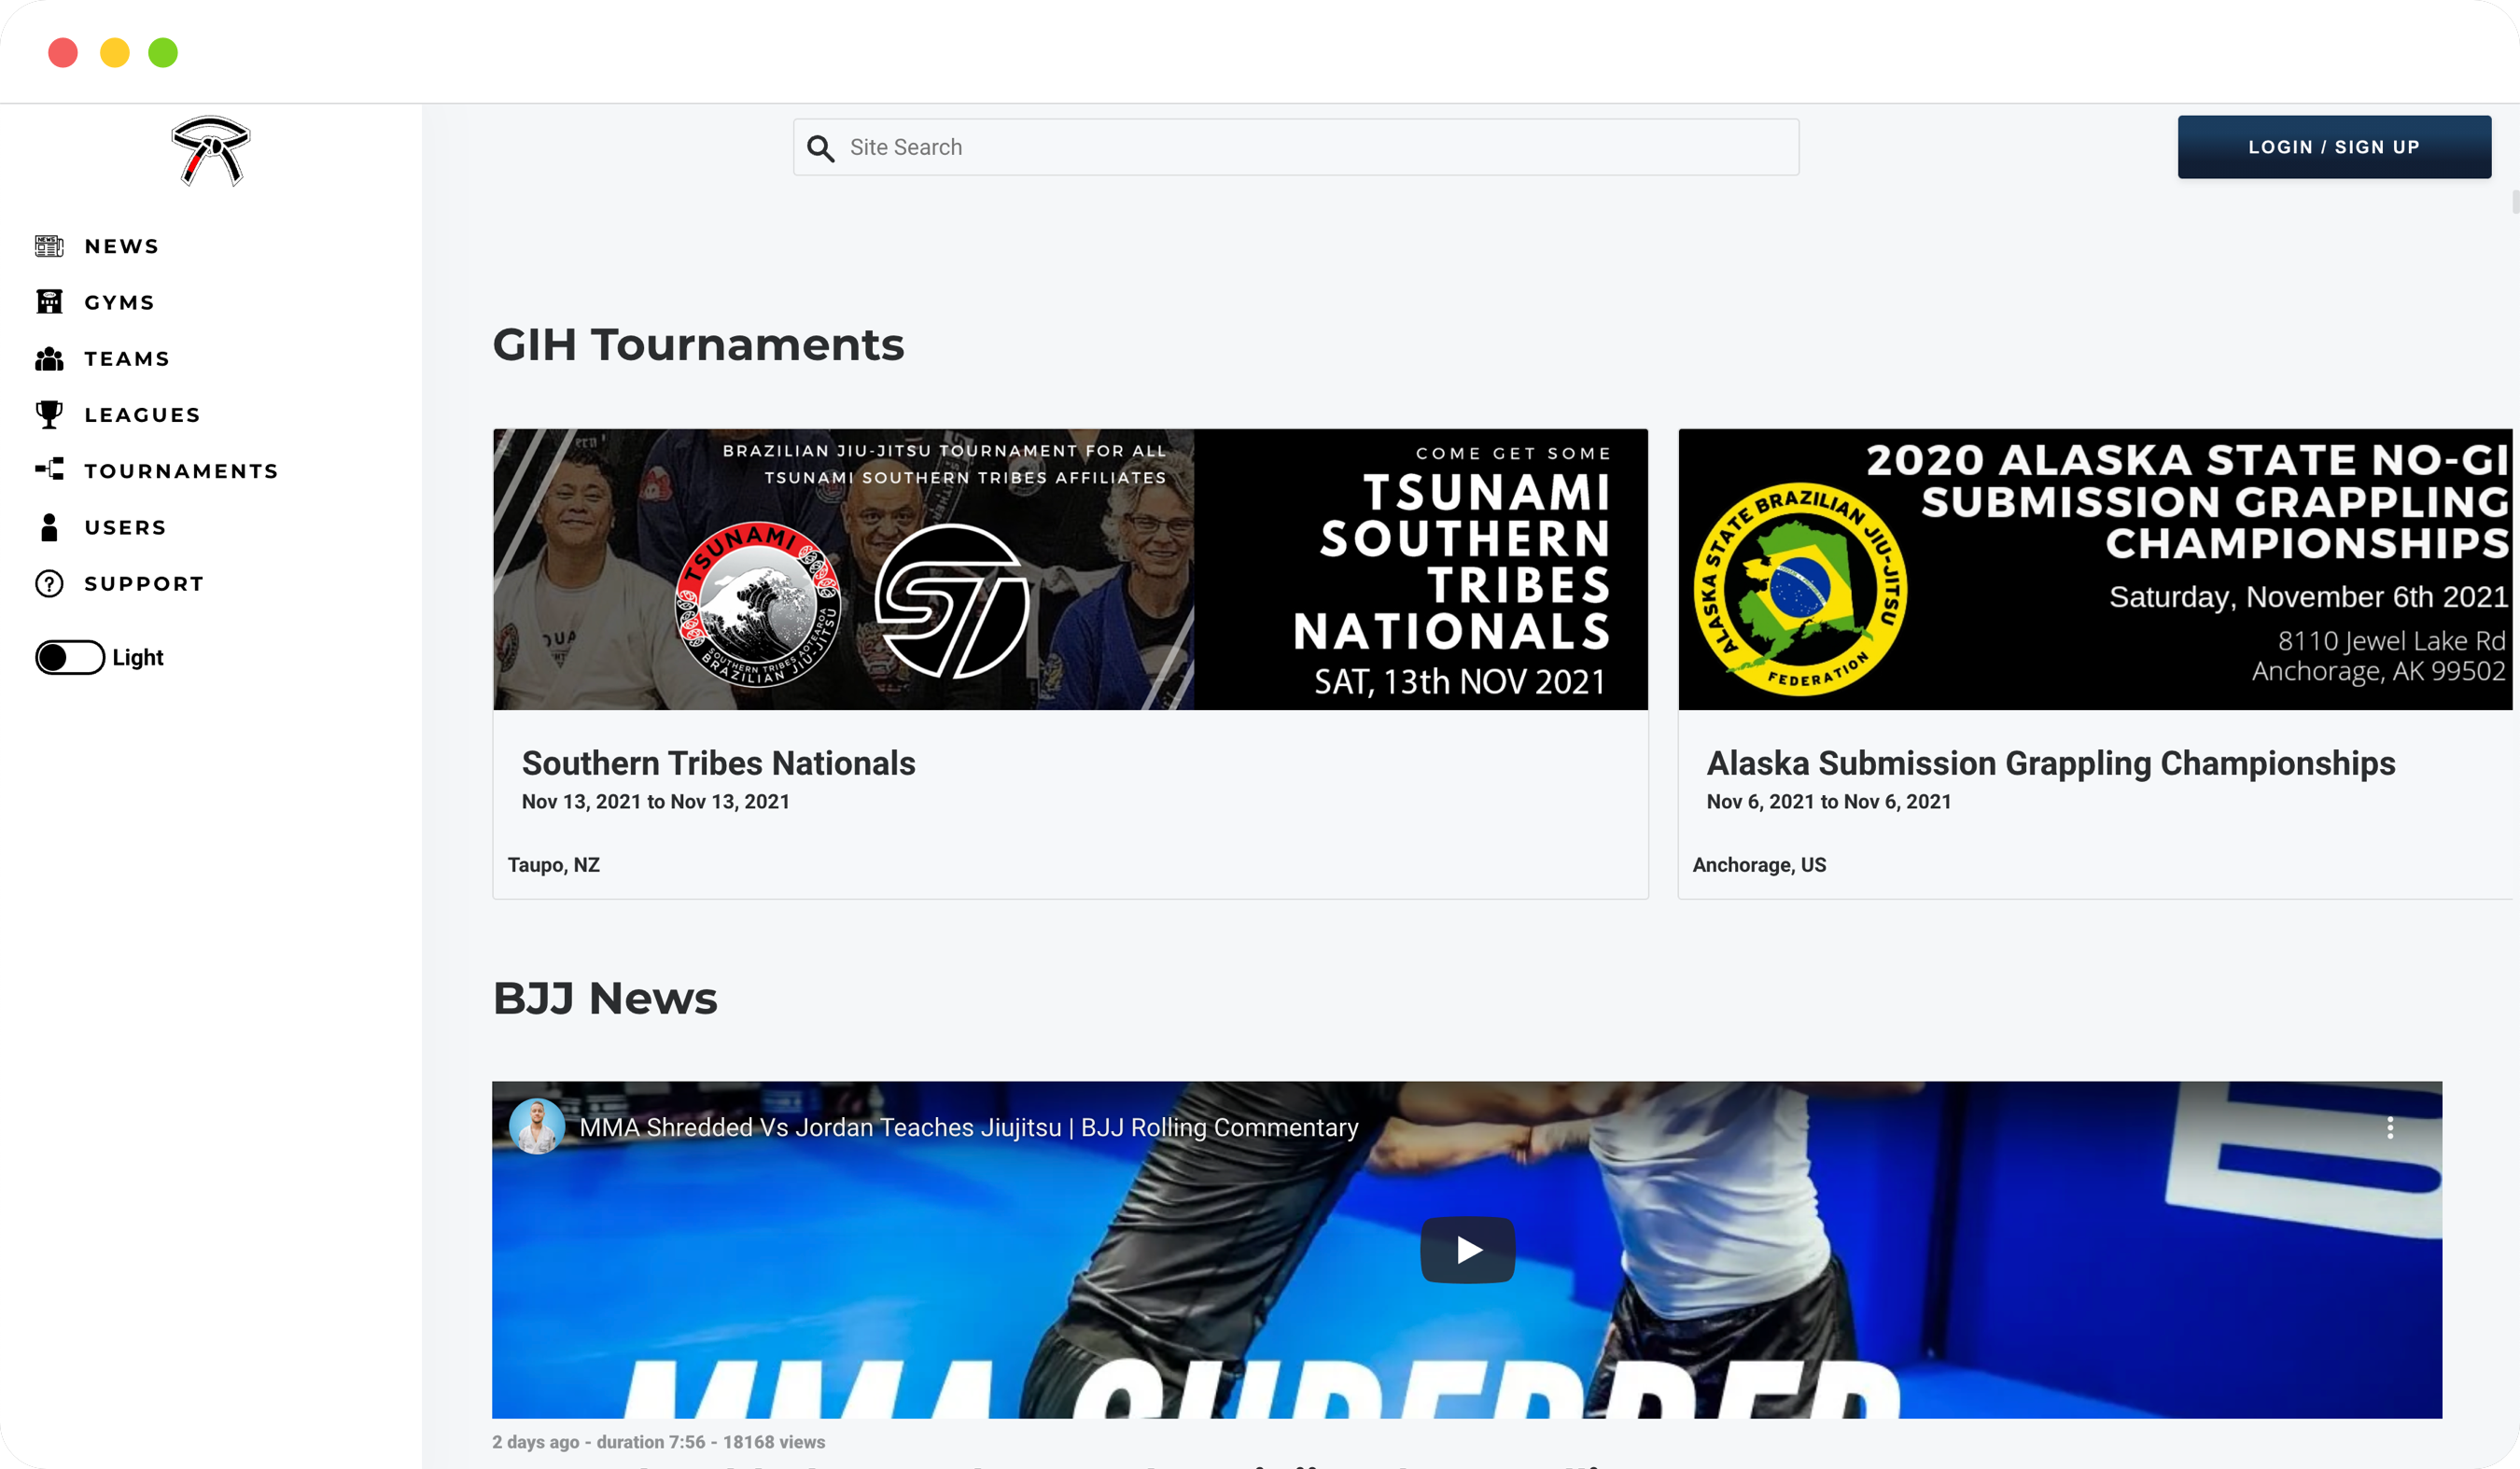 Site Search
LOGIN / SIGN UP
NEWS
GYMS
TEAMS
LEAGUES
TOURNAMENTS
USERS
SUPPORT
Light
GIH Tournaments
BRAZILIAN JIU-JITSU TOURNAMENT FOR ALL
TSUNAMI SOUTHERN TRIBES AFFILIATES
TSUNAMI
SOUTHERN TRIBES AOTEAROA
BRAZILIAN JIU-JITSU
ST
COME GET SOME
TSUNAMI
SOUTHERN
TRIBES
NATIONALS
SAT, 13th NOV 2021
Southern Tribes Nationals
Nov 13, 2021 to Nov 13, 2021
Taupo, NZ
ALASKA STATE BRAZILIAN JIU-JITSU
FEDERATION
2020 ALASKA STATE NO-GI
SUBMISSION GRAPPLING
CHAMPIONSHIPS
Saturday, November 6th 2021
8110 Jewel Lake Rd
Anchorage, AK 99502
Alaska Submission Grappling Championships
Nov 6, 2021 to Nov 6, 2021
Anchorage, US
BJJ News
MMA Shredded Vs Jordan Teaches Jiujitsu | BJJ Rolling Commentary
MMA SHREDDED
2 days ago - duration 7:56 - 18168 views